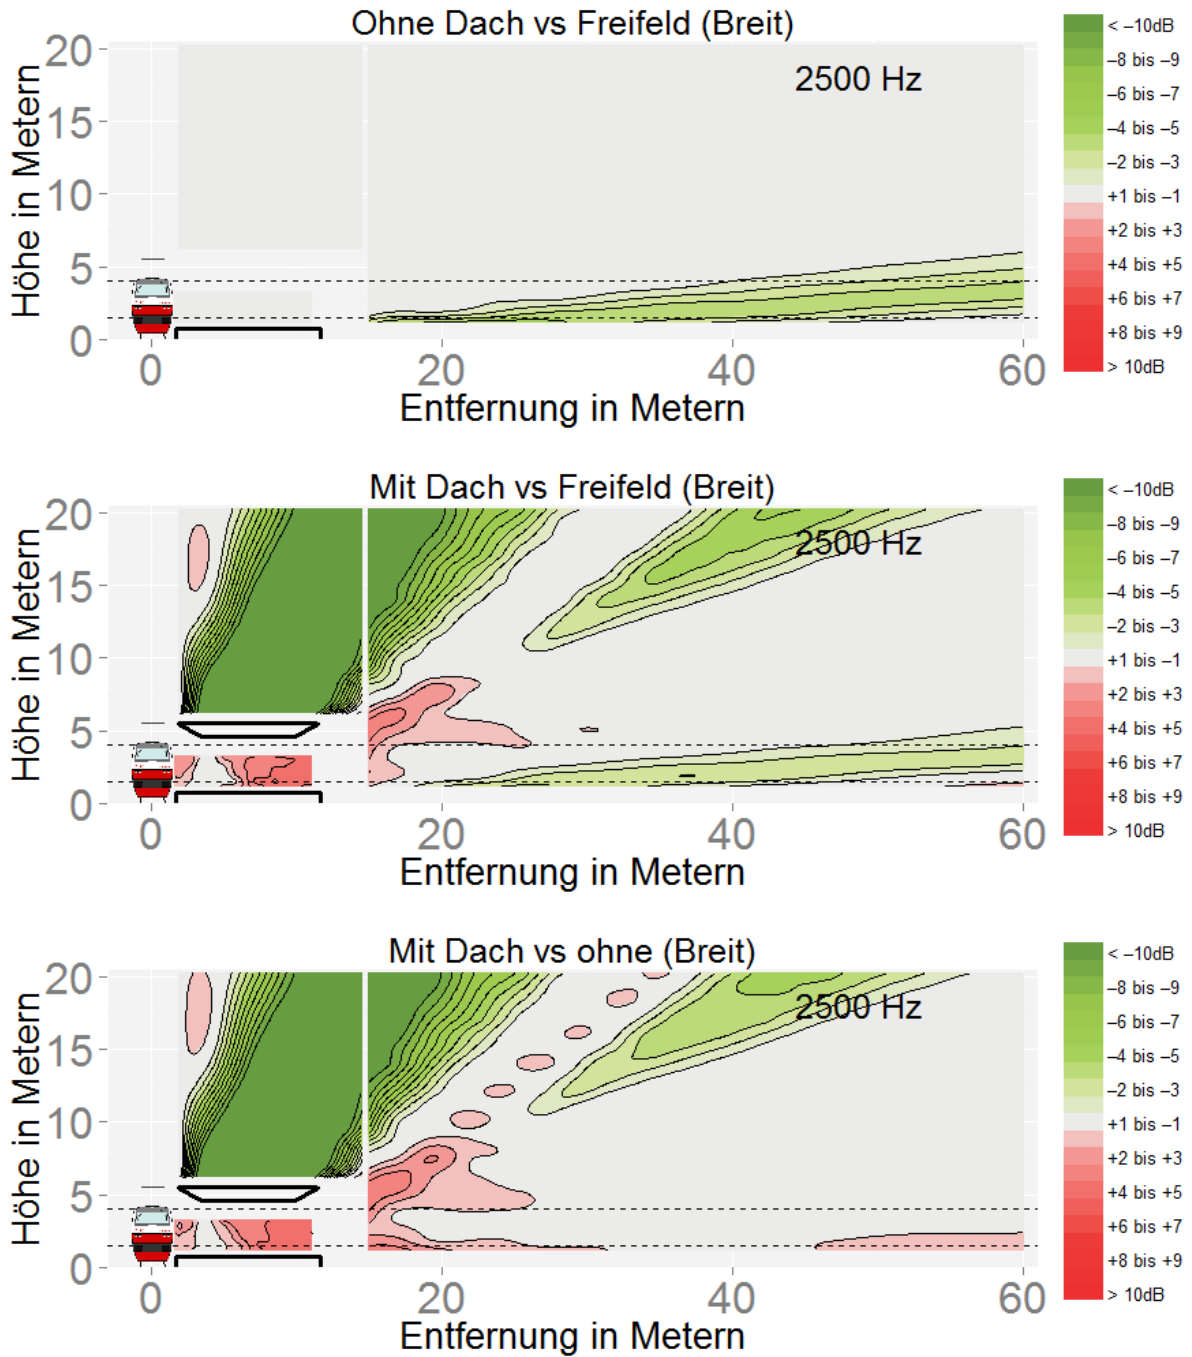 Ohne Dach vs Freifeld (Breit)
2500 Hz
Höhe in Metern
20
15
10
5
0
0 20 40 60
Entfernung in Metern
< –10dB
–8 bis –9
–6 bis –7
–4 bis –5
–2 bis –3
+1 bis –1
+2 bis +3
+4 bis +5
+6 bis +7
+8 bis +9
> 10dB
Mit Dach vs Freifeld (Breit)
2500 Hz
Höhe in Metern
20
15
10
5
0
0 20 40 60
Entfernung in Metern
< –10dB
–8 bis –9
–6 bis –7
–4 bis –5
–2 bis –3
+1 bis –1
+2 bis +3
+4 bis +5
+6 bis +7
+8 bis +9
> 10dB
Mit Dach vs ohne (Breit)
2500 Hz
Höhe in Metern
20
15
10
5
0
0 20 40 60
Entfernung in Metern
< –10dB
–8 bis –9
–6 bis –7
–4 bis –5
–2 bis –3
+1 bis –1
+2 bis +3
+4 bis +5
+6 bis +7
+8 bis +9
> 10dB